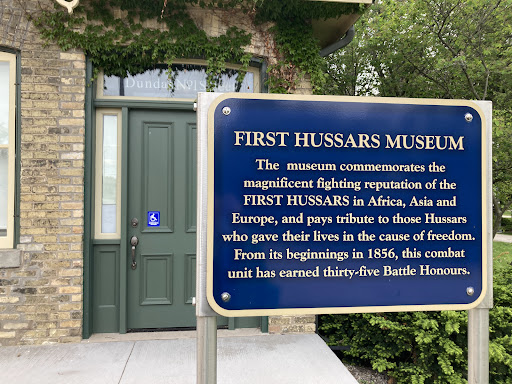 Dundas
FIRST HUSSARS MUSEUM
The museum commemorates the
magnificent fighting reputation of the
FIRST HUSSARS in Africa, Asia and
Europe, and pays tribute to those Hussars
who gave their lives in the cause of freedom.
From its beginnings in 1856, this combat
unit has earned thirty-five Battle Honours.